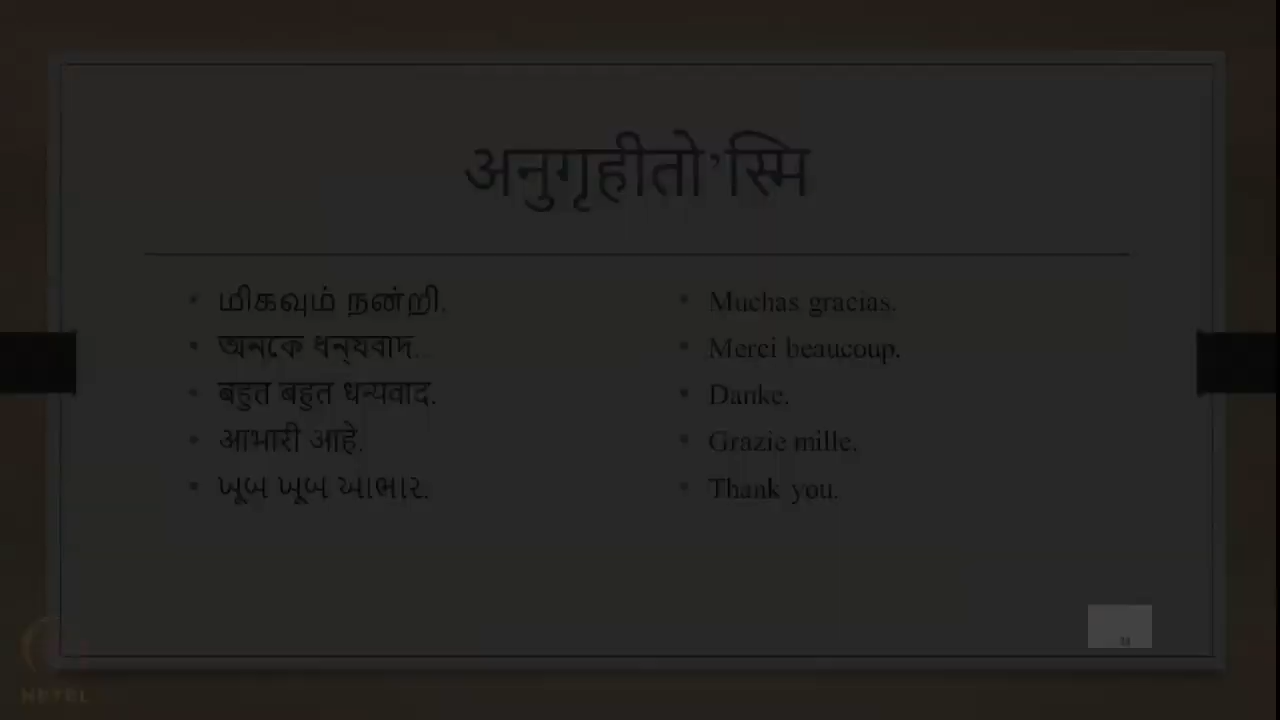 अनुगृहीतो’स्मि
• மிகவும் நன்றி.
• অনেক ধন্যবাদ.
• बहुत बहुत धन्यवाद.
• आभारी आहे.
• ખૂબ ખૂબ આભાર.
• Muchas gracias.
• Merci beaucoup.
• Danke.
• Grazie mille.
• Thank you.
NPTEL